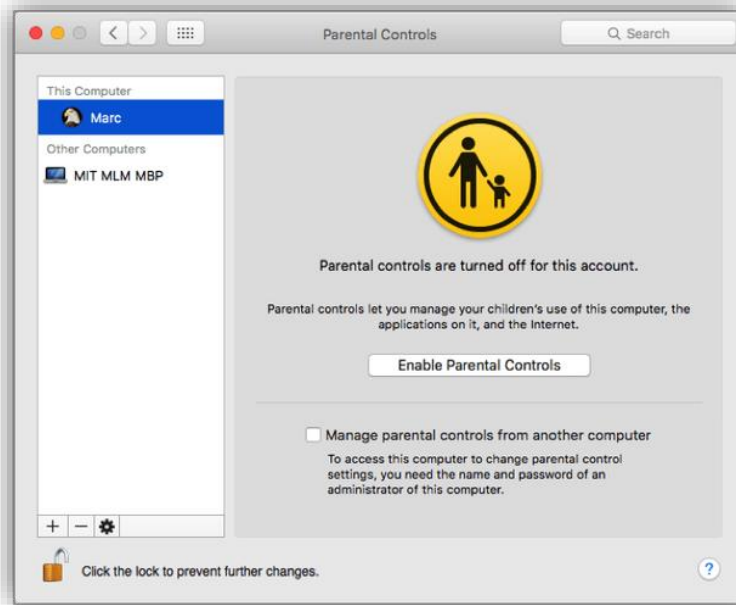 Parental Controls
Search
This Computer
Marc
Other Computers
MIT MLM MBP
Parental controls are turned off for this account.
Parental controls let you manage your children's use of this computer, the
applications on it, and the Internet.
Enable Parental Controls
Manage parental controls from another computer
To access this computer to change parental control
settings, you need the name and password of an
administrator of this computer.
+ −
Click the lock to prevent further changes.
?